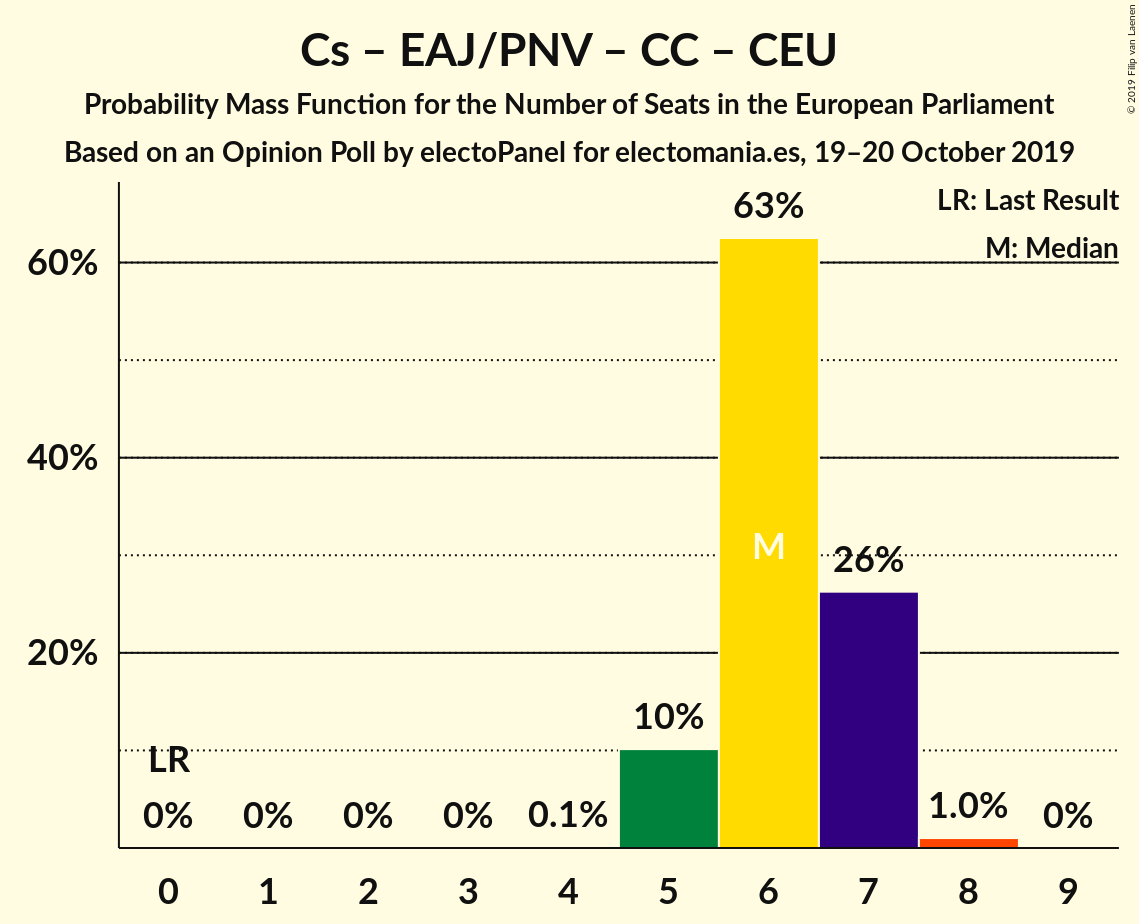 Cs – EAJ/PNV – CC – CEU
Probability Mass Function for the Number of Seats in the European Parliament
Based on an Opinion Poll by electoPanel for electomania.es, 19–20 October 2019
© 2019 Filip van Laenen
LR: Last Result
M: Median
60%
40%
20%
63%
M
26%
10%
LR
0% 0% 0% 0% 0.1% 1.0% 0%
0 1 2 3 4 5 6 7 8 9